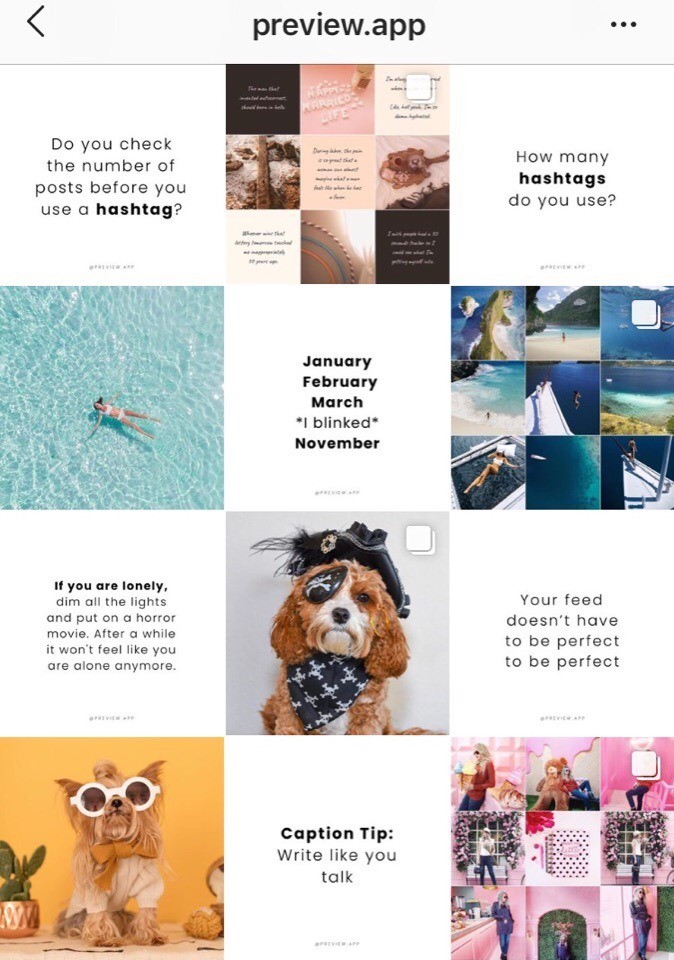 preview.app
Do you check
the number of
posts before you
use a hashtag?
@PREVIEW.APP
The man that
invented autocorrect,
should burn in hello.
HAPPY
MARRIED
LIFE
Like, hell yeah, I'm so
damn hydrated.
During labor, the pain
is so great that a
woman can almost
imagine what a man
feels like when he has
a fever.
Whoever wins that
lottery tomorrow touched
me inappropriately
20 years ago.
I wish people had a 30
seconds trailer so I
could see what I'm
getting myself into.
How many
hashtags
do you use?
@PREVIEW.APP
January
February
March
*I blinked*
November
@PREVIEW.APP
If you are lonely,
dim all the lights
and put on a horror
movie. After a while
it won't feel like you
are alone anymore.
@PREVIEW.APP
Your feed
doesn't have
to be perfect
to be perfect
@PREVIEW.APP
Caption Tip:
Write like you
talk
@PREVIEW.APP